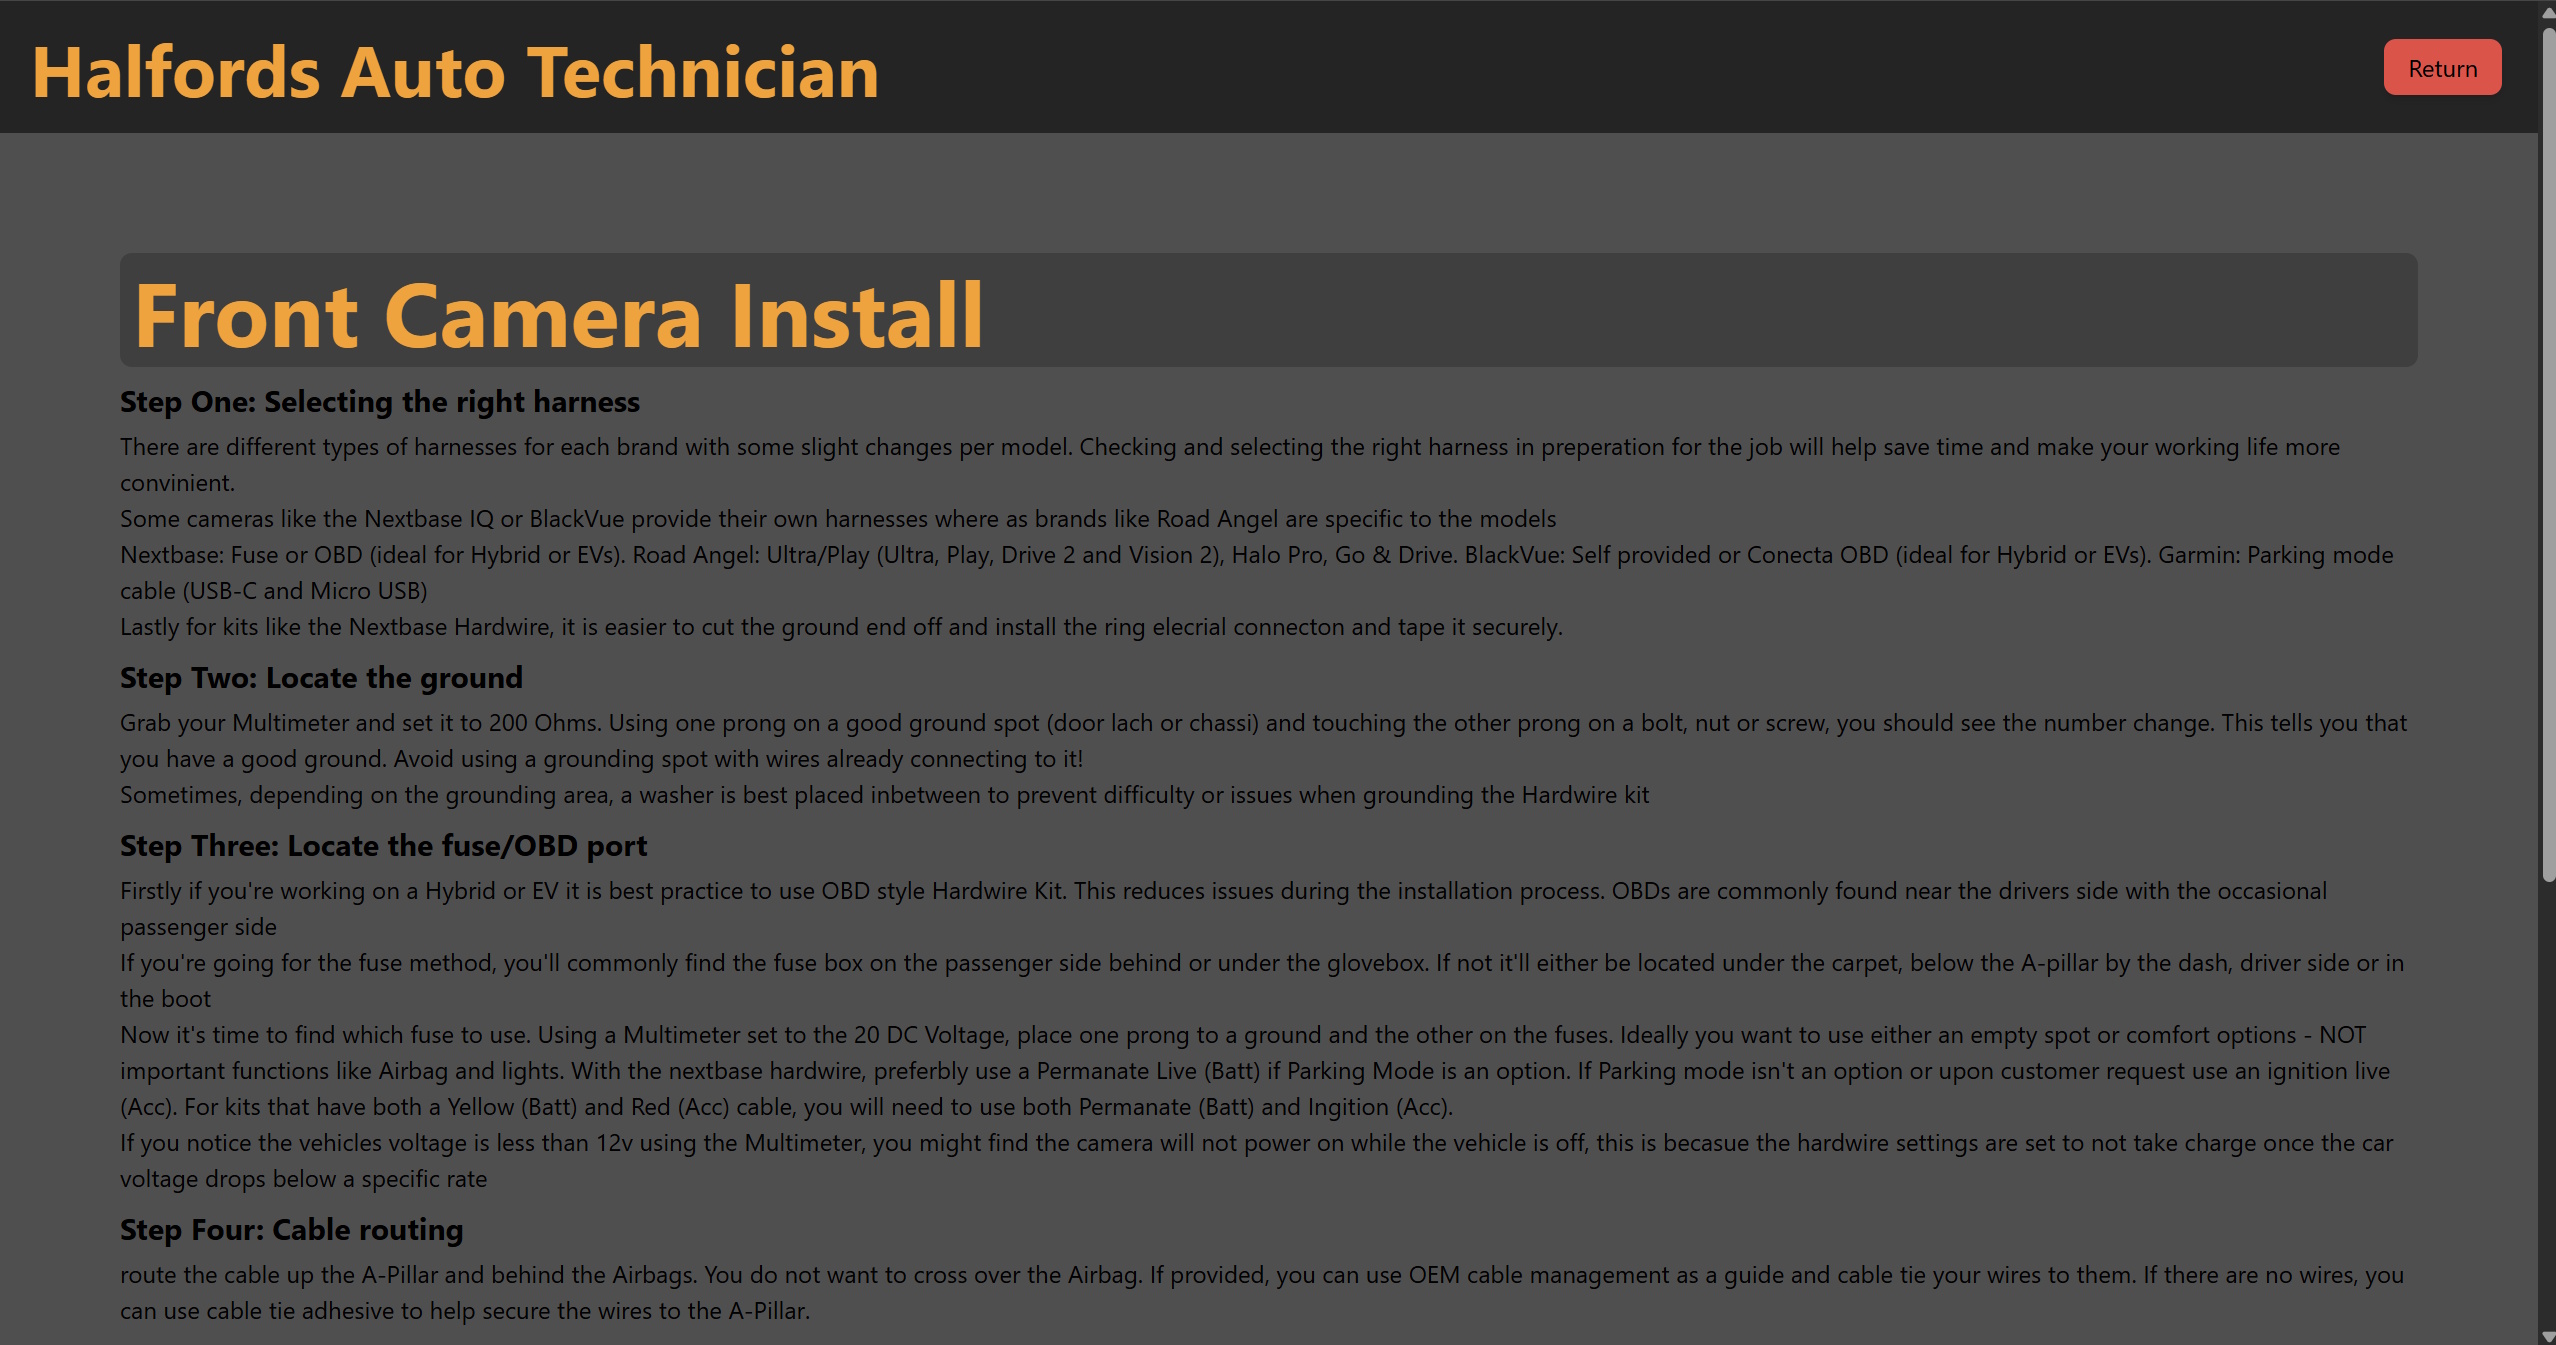 Halfords Auto Technician
Return
Front Camera Install
Step One: Selecting the right harness
There are different types of harnesses for each brand with some slight changes per model. Checking and selecting the right harness in preperation for the job will help save time and make your working life more
convinient.
Some cameras like the Nextbase IQ or BlackVue provide their own harnesses where as brands like Road Angel are specific to the models
Nextbase: Fuse or OBD (ideal for Hybrid or EVs). Road Angel: Ultra/Play (Ultra, Play, Drive 2 and Vision 2), Halo Pro, Go & Drive. BlackVue: Self provided or Conecta OBD (ideal for Hybrid or EVs). Garmin: Parking mode
cable (USB-C and Micro USB)
Lastly for kits like the Nextbase Hardwire, it is easier to cut the ground end off and install the ring elecrial connecton and tape it securely.
Step Two: Locate the ground
Grab your Multimeter and set it to 200 Ohms. Using one prong on a good ground spot (door lach or chassi) and touching the other prong on a bolt, nut or screw, you should see the number change. This tells you that
you have a good ground. Avoid using a grounding spot with wires already connecting to it!
Sometimes, depending on the grounding area, a washer is best placed inbetween to prevent difficulty or issues when grounding the Hardwire kit
Step Three: Locate the fuse/OBD port
Firstly if you're working on a Hybrid or EV it is best practice to use OBD style Hardwire Kit. This reduces issues during the installation process. OBDs are commonly found near the drivers side with the occasional
passenger side
If you're going for the fuse method, you'll commonly find the fuse box on the passenger side behind or under the glovebox. If not it'll either be located under the carpet, below the A-pillar by the dash, driver side or in
the boot
Now it's time to find which fuse to use. Using a Multimeter set to the 20 DC Voltage, place one prong to a ground and the other on the fuses. Ideally you want to use either an empty spot or comfort options - NOT
important functions like Airbag and lights. With the nextbase hardwire, preferbly use a Permanate Live (Batt) if Parking Mode is an option. If Parking mode isn't an option or upon customer request use an ignition live
(Acc). For kits that have both a Yellow (Batt) and Red (Acc) cable, you will need to use both Permanate (Batt) and Ingition (Acc).
If you notice the vehicles voltage is less than 12v using the Multimeter, you might find the camera will not power on while the vehicle is off, this is becasue the hardwire settings are set to not take charge once the car
voltage drops below a specific rate
Step Four: Cable routing
route the cable up the A-Pillar and behind the Airbags. You do not want to cross over the Airbag. If provided, you can use OEM cable management as a guide and cable tie your wires to them. If there are no wires, you
can use cable tie adhesive to help secure the wires to the A-Pillar.